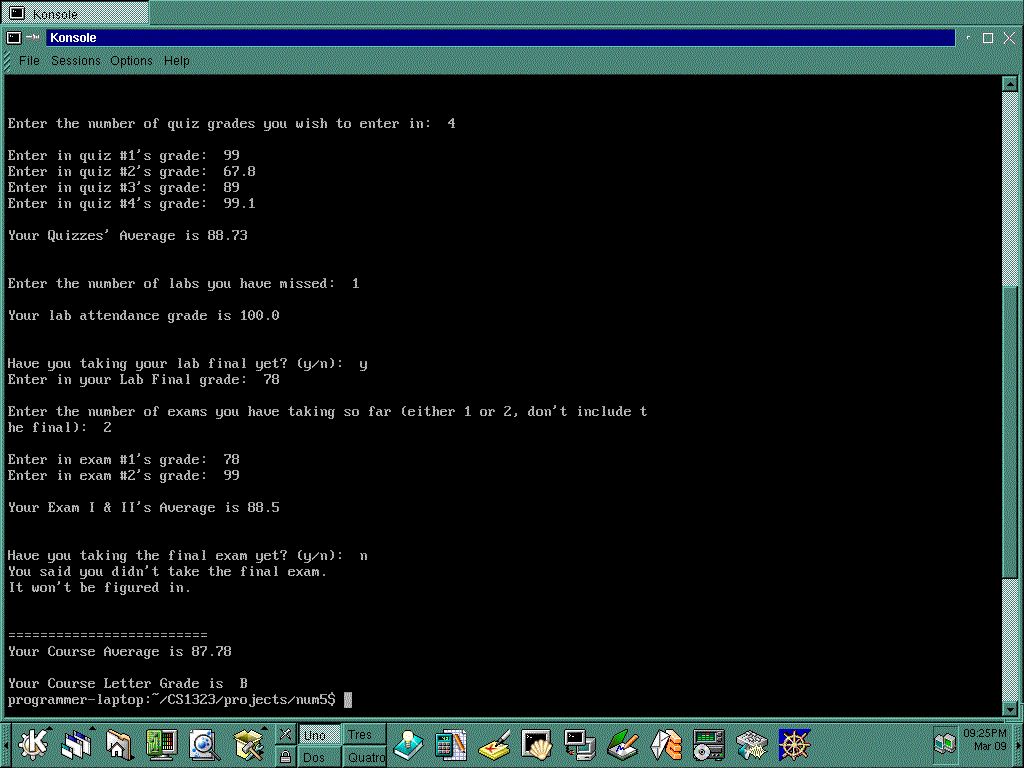 Konsole
Konsole
File Sessions Options Help
Enter the number of quiz grades you wish to enter in:  4
Enter in quiz #1's grade:  99
Enter in quiz #2's grade:  67.8
Enter in quiz #3's grade:  89
Enter in quiz #4's grade:  99.1
Your Quizzes' Average is 88.73
Enter the number of labs you have missed:  1
Your lab attendance grade is 100.0
Have you taking your lab final yet? (y/n):  y
Enter in your Lab Final grade:  78
Enter the number of exams you have taking so far (either 1 or 2, don't include t
he final):  2
Enter in exam #1's grade:  78
Enter in exam #2's grade:  99
Your Exam I & II's Average is 88.5
Have you taking the final exam yet? (y/n):  n
You said you didn't take the final exam.
It won't be figured in.
=========================
Your Course Average is 87.78
Your Course Letter Grade is  B
programmer-laptop:~/CS1323/projects/num5$
Uno Tres
Dos Quatro
09:25PM
Mar 09